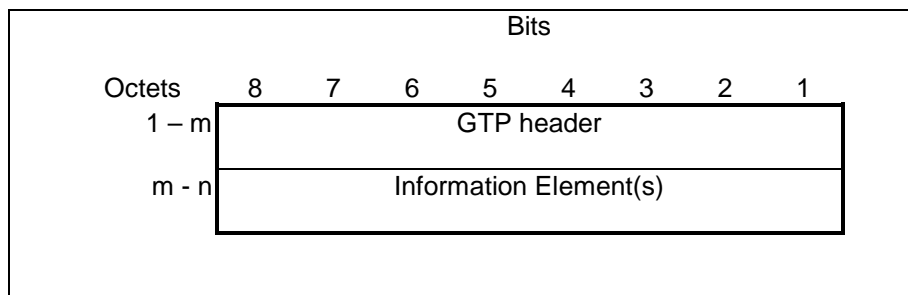 Bits
Octets 8 7 6 5 4 3 2 1
1 – m GTP header
m - n Information Element(s)